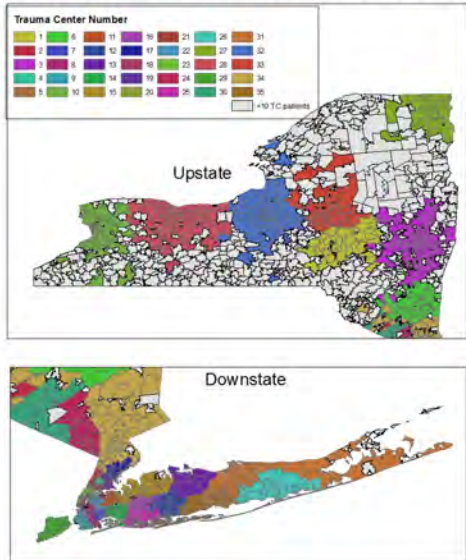 Trauma Center Number
1 6 11 16 21 26 31
2 7 12 17 22 27 32
3 8 13 18 23 28 33
4 9 14 19 24 29 34
5 10 15 20 25 30 35
<10 TC patients
Upstate
Downstate